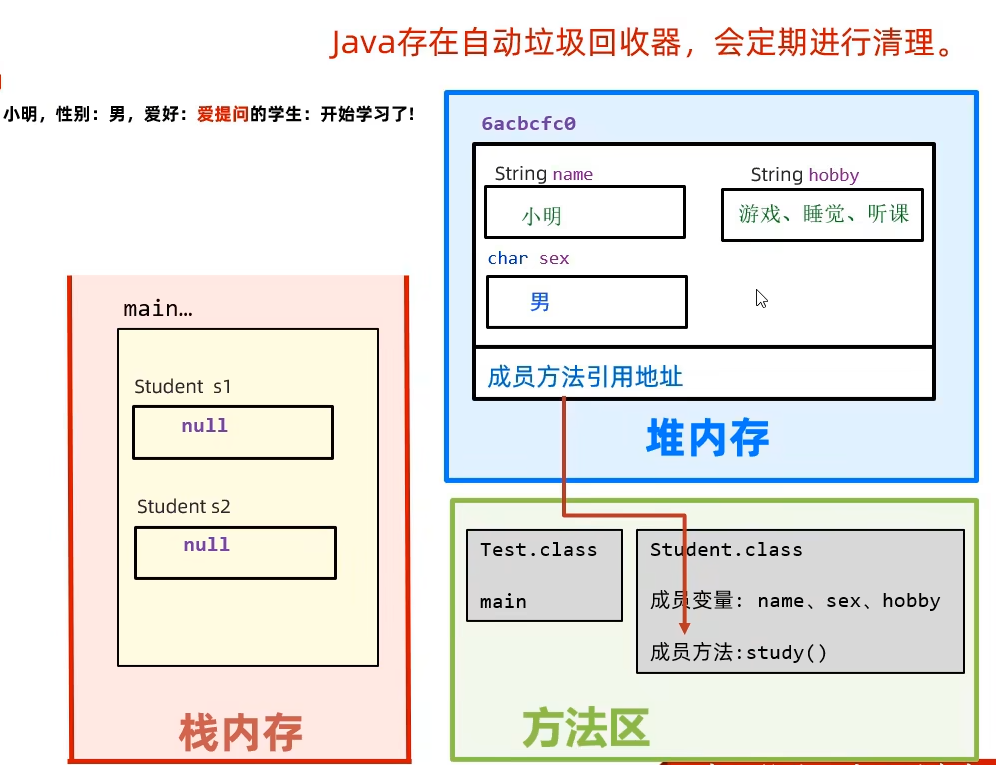 Java存在自动垃圾回收器，会定期进行清理。
小明，性别：男，爱好：爱提问的学生：开始学习了!
6acbcfc0
String name
String hobby
小明
游戏、睡觉、听课
char sex
男
成员方法引用地址
堆内存
main…
Student s1
null
Student s2
null
栈内存
Test.class
main
Student.class
成员变量: name、sex、hobby
成员方法:study()
方法区